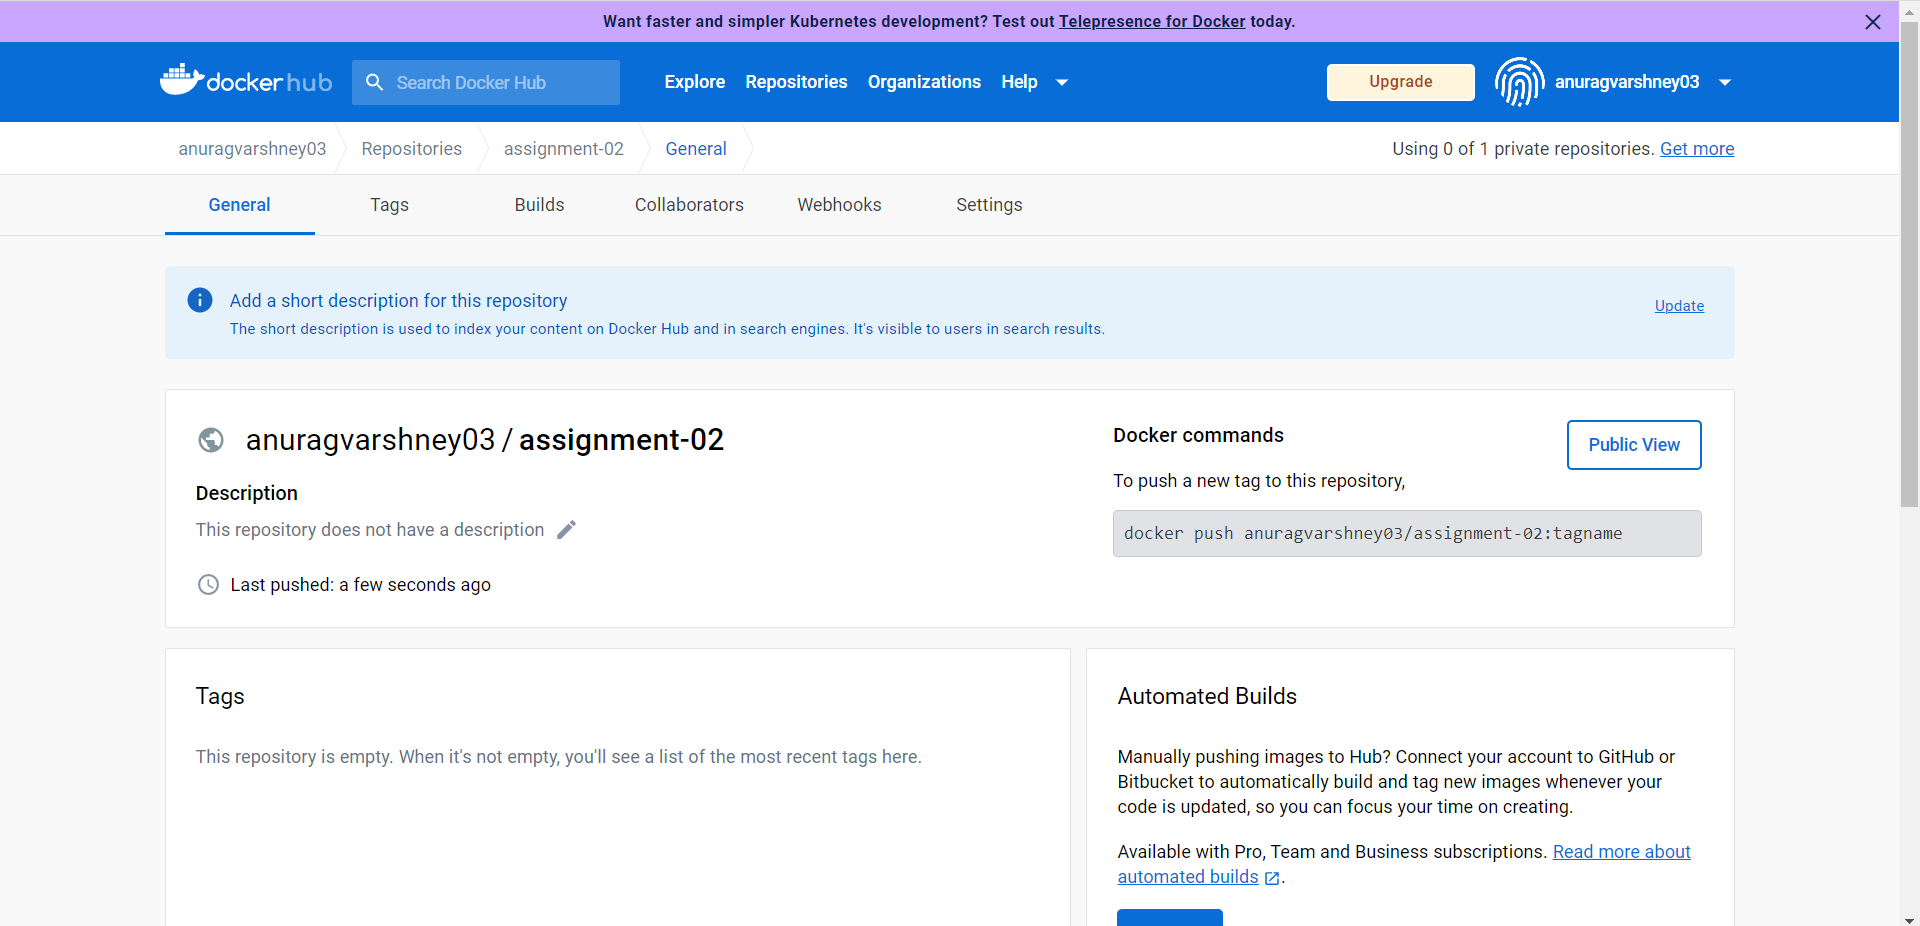 Want faster and simpler Kubernetes development? Test out Telepresence for Docker today.
docker hub
Search Docker Hub
Explore
Repositories
Organizations
Help
Upgrade
anuragvarshney03
anuragvarshney03
Repositories
assignment-02
General
Using 0 of 1 private repositories. Get more
General
Tags
Builds
Collaborators
Webhooks
Settings
Add a short description for this repository
The short description is used to index your content on Docker Hub and in search engines. It's visible to users in search results.
Update
anuragvarshney03 / assignment-02
Description
This repository does not have a description
Last pushed: a few seconds ago
Docker commands
Public View
To push a new tag to this repository,
docker push anuragvarshney03/assignment-02:tagname
Tags
This repository is empty. When it's not empty, you'll see a list of the most recent tags here.
Automated Builds
Manually pushing images to Hub? Connect your account to GitHub or
Bitbucket to automatically build and tag new images whenever your
code is updated, so you can focus your time on creating.
Available with Pro, Team and Business subscriptions. Read more about
automated builds .